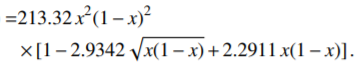 =213.32 x²(1 − x)²
× [1 − 2.9342 √x(1 − x) + 2.2911 x(1 − x)].